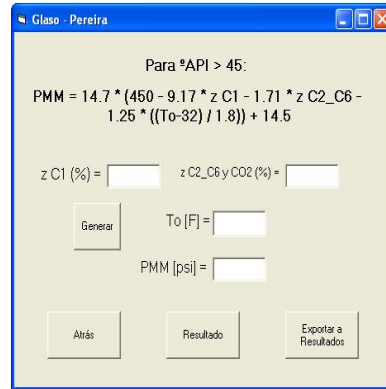 Glaso - Pereira
Para ºAPI > 45:
PMM = 14.7 * (450 - 9.17 * z C1 - 1.71 * z C2_C6 -
1.25 * ((To-32) / 1.8)) + 14.5
z C1 (%) =
z C2_C6 y CO2 (%) =
Generar
To [F] =
PMM [psi] =
Atrás
Resultado
Exportar a
Resultados